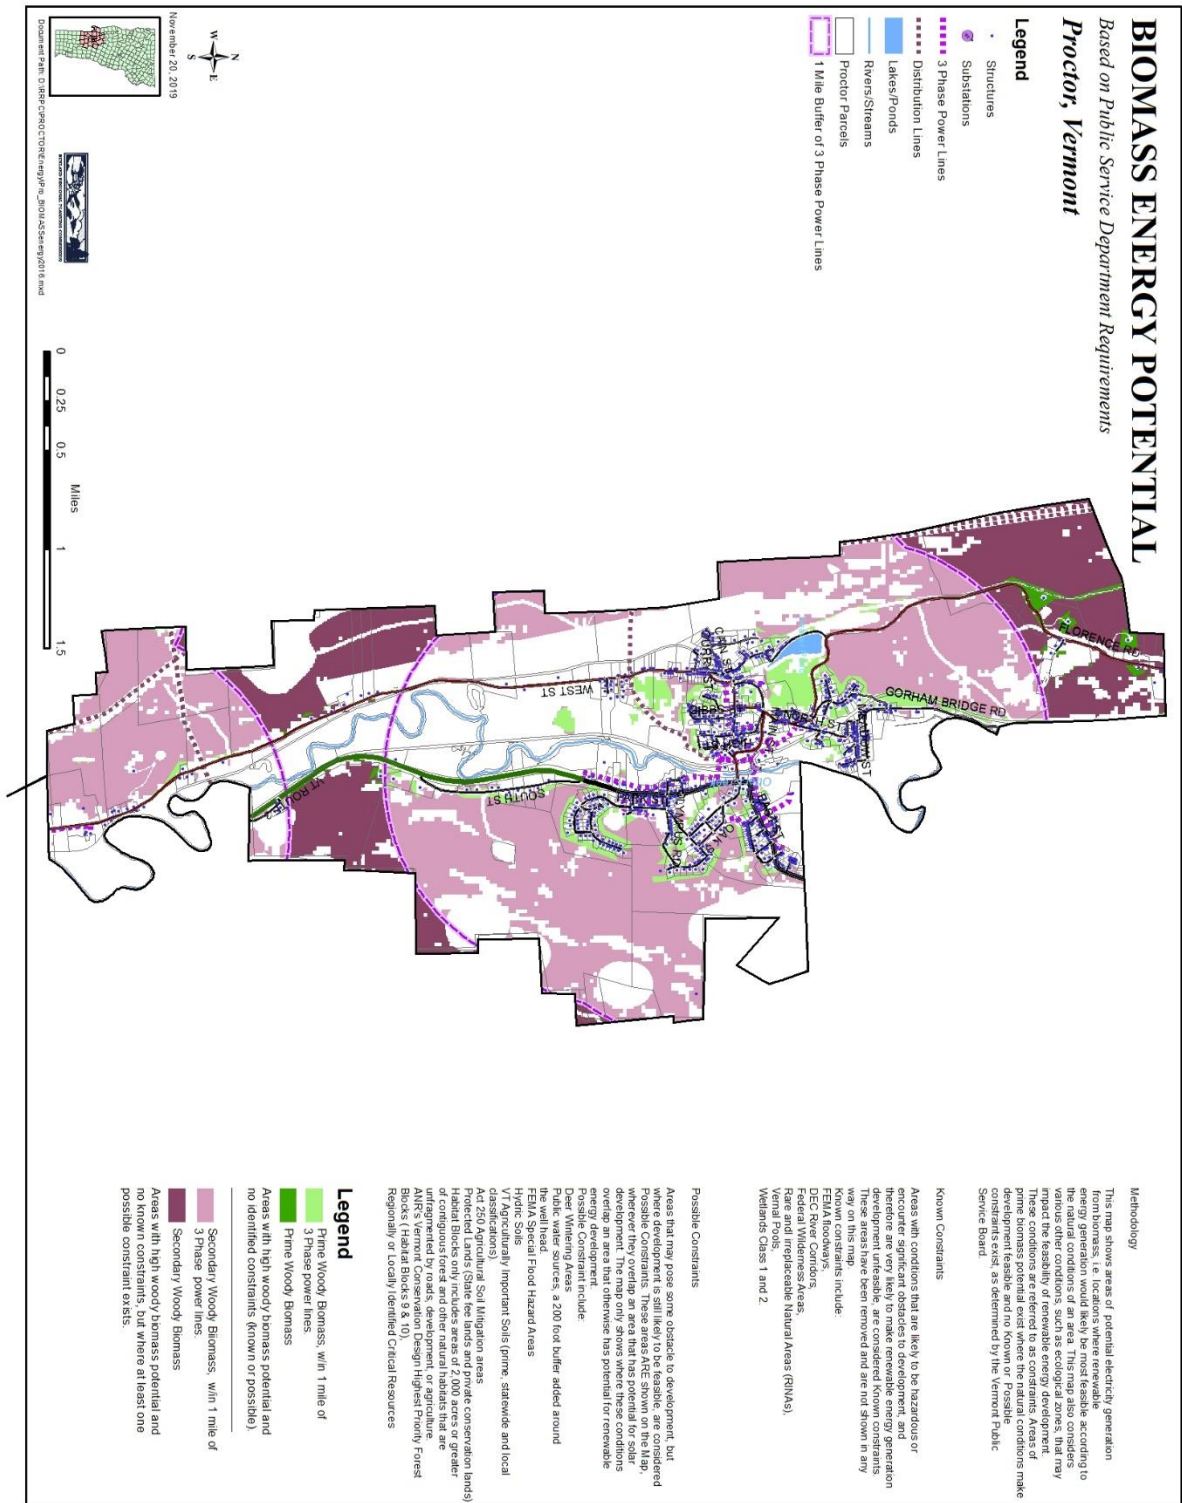 BIOMASS ENERGY POTENTIAL
Based on Public Service Department Requirements
Proctor, Vermont
Legend
Structures
Substations
3 Phase Power Lines
Distribution Lines
Lakes/Ponds
Rivers/Streams
Proctor Parcels
1 Mile Buffer of 3 Phase Power Lines
N
W E
S
November 20, 2019
RUTLAND REGIONAL PLANNING COMMISSION
0 0.25 0.5 1 1.5
Miles
FLORENCE RD
GORHAM BRIDGE RD
NORTH ST
WEST ST
GIBBS ST
HIGH ST
SOUTH ST
PARK ST
OLYMPUS RD
OAK ST
EAST ST
VT ROUTE 3
Methodology
This map shows areas of potential electricity generation
from biomass, i.e. locations where renewable
energy generation would likely be most feasible according to
the natural conditions of an area. This map also considers
various other conditions, such as ecological zones, that may
impact the feasibility of renewable energy development.
These conditions are referred to as constraints. Areas of
prime biomass potential exist where the natural conditions make
development feasible and no Known or Possible
constraints exist, as determined by the Vermont Public
Service Board.
Known Constraints
Areas with conditions that are likely to be hazardous or
encounter significant obstacles to development, and
therefore are very likely to make renewable energy generation
development unfeasible, are considered Known constraints.
These areas have been removed and are not shown in any
way on this map.
Known constraints include:
FEMA floodways,
DEC River Corridors,
Federal Wilderness Areas,
Rare and Irreplaceable Natural Areas (RINAs),
Vernal Pools,
Wetlands Class 1 and 2.
Possible Constraints
Areas that may pose some obstacle to development, but
where development is still likely to be feasible, are considered
Possible Constraints. These areas ARE shown on the Map,
wherever they overlap an area that has potential for solar
development. The map only shows where these conditions
overlap an area that otherwise has potential for renewable
energy development.
Possible Constraint include:
Deer Wintering Areas
Public water sources, a 200 foot buffer, added around
the well head.
FEMA Special Flood Hazard Areas
Hydric Soils
VT Agriculturally Important Soils (prime, statewide and local
classifications).
Act 250 Agricultural Soil Mitigation areas
Protected Lands (State fee lands and private conservation lands)
Habitat Blocks only includes areas of 2,000 acres or greater
of contiguous forest and other natural habitats that are
unfragmented by roads, development, or agriculture.
ANR's Vermont Conservation Design Highest Priority Forest
Blocks ( Habitat Blocks 9 & 10),
Regionally or Locally Identified Critical Resources
Legend
Prime Woody Biomass, w/in 1 mile of
3 Phase power lines.
Prime Woody Biomass
Areas with high woody biomass potential and
no identified constraints (known or possible).
Secondary Woody Biiomass, w/in 1 mile of
3 Phase power lines.
Secondary Woody Biomass
Areas with high woody biomass potential and
no known constraints, but where at least one
possible constraint exists.